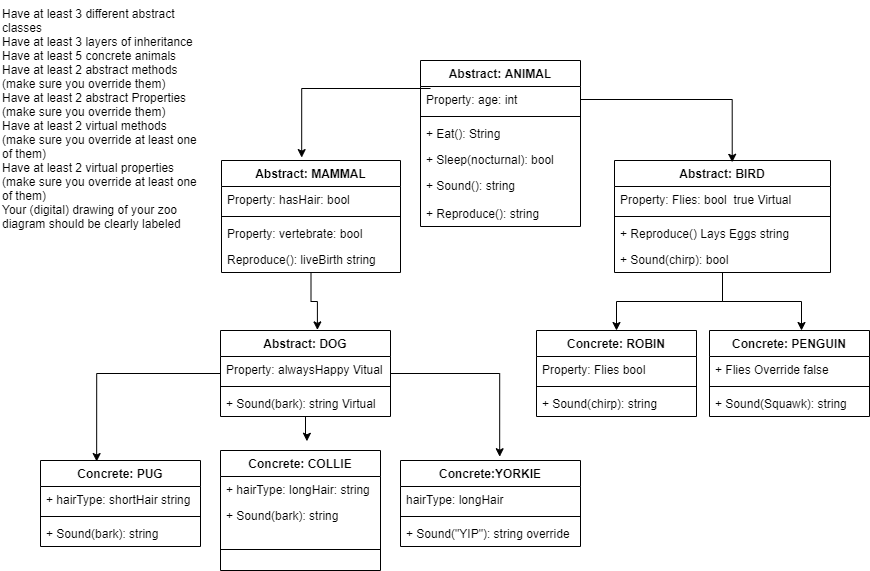 Have at least 3 different abstract
classes
Have at least 3 layers of inheritance
Have at least 5 concrete animals
Have at least 2 abstract methods
(make sure you override them)
Have at least 2 abstract Properties
(make sure you override them)
Have at least 2 virtual methods
(make sure you override at least one
of them)
Have at least 2 virtual properties
(make sure you override at least one
of them)
Your (digital) drawing of your zoo
diagram should be clearly labeled
Abstract: ANIMAL
Property: age: int
+ Eat(): String
+ Sleep(nocturnal): bool
+ Sound(): string
+ Reproduce(): string
Abstract: MAMMAL
Property: hasHair: bool
Property: vertebrate: bool
Reproduce(): liveBirth string
Abstract: BIRD
Property: Flies: bool  true Virtual
+ Reproduce() Lays Eggs string
+ Sound(chirp): bool
Abstract: DOG
Property: alwaysHappy Vitual
+ Sound(bark): string Virtual
Concrete: ROBIN
Property: Flies bool
+ Sound(chirp): string
Concrete: PENGUIN
+ Flies Override false
+ Sound(Squawk): string
Concrete: PUG
+ hairType: shortHair string
+ Sound(bark): string
Concrete: COLLIE
+ hairType: longHair: string
+ Sound(bark): string
Concrete:YORKIE
hairType: longHair
+ Sound("YIP"): string override